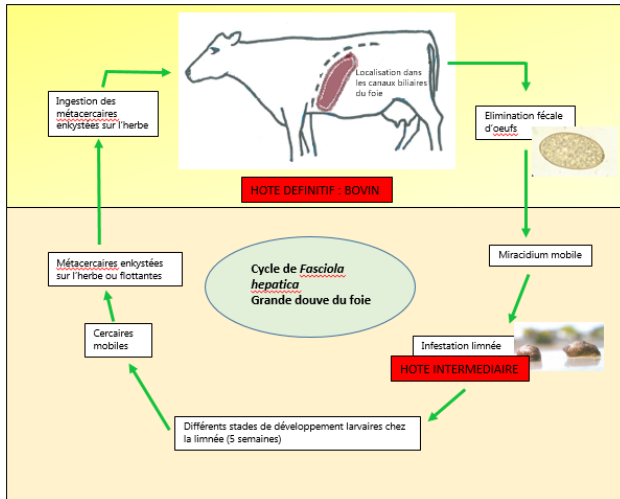 Localisation dans
les canaux biliaires
du foie
Ingestion des
métacercaires
enkystées sur l'herbe
Elimination fécale
d'oeufs
HOTE DEFINITIF : BOVIN
Métacercaires enkystées
sur l'herbe ou flottantes
Cycle de Fasciola
hepatica
Grande douve du foie
Miracidium mobile
Cercaires
mobiles
Infestation limnée
HOTE INTERMEDIAIRE
Différents stades de développement larvaires chez
la limnée (5 semaines)